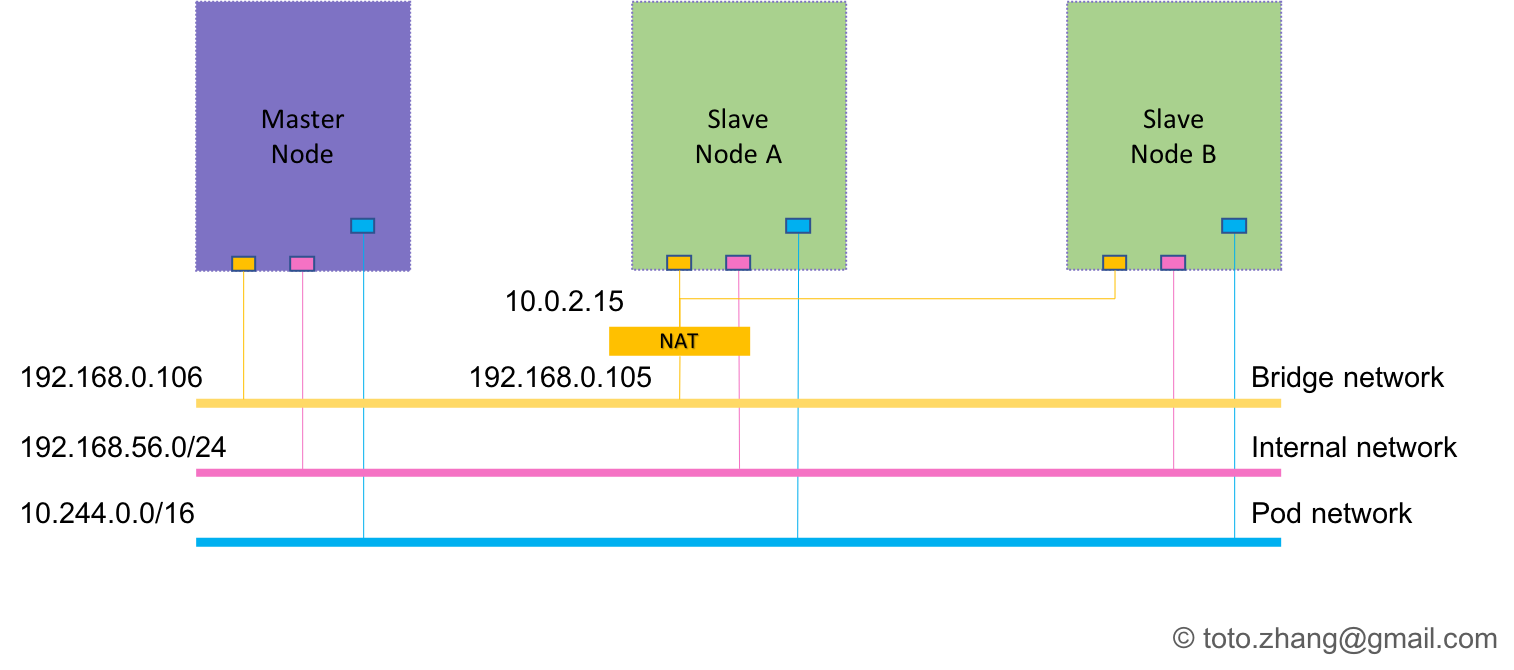 Master
Node
Slave
Node A
Slave
Node B
10.0.2.15
NAT
192.168.0.106
192.168.0.105
Bridge network
192.168.56.0/24
Internal network
10.244.0.0/16
Pod network
© toto.zhang@gmail.com